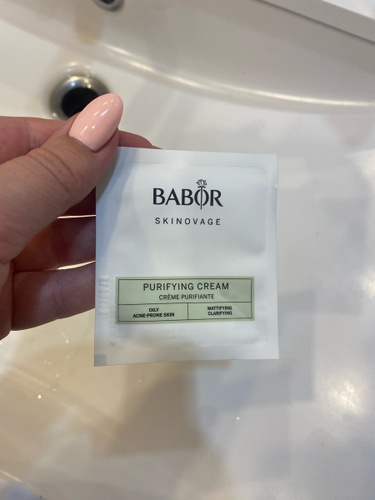 BABOR
SKINOVAGE
PURIFYING CREAM
CRÈME PURIFIANTE
OILY
ACNE-PRONE SKIN
MATTIFYING
CLARIFYING